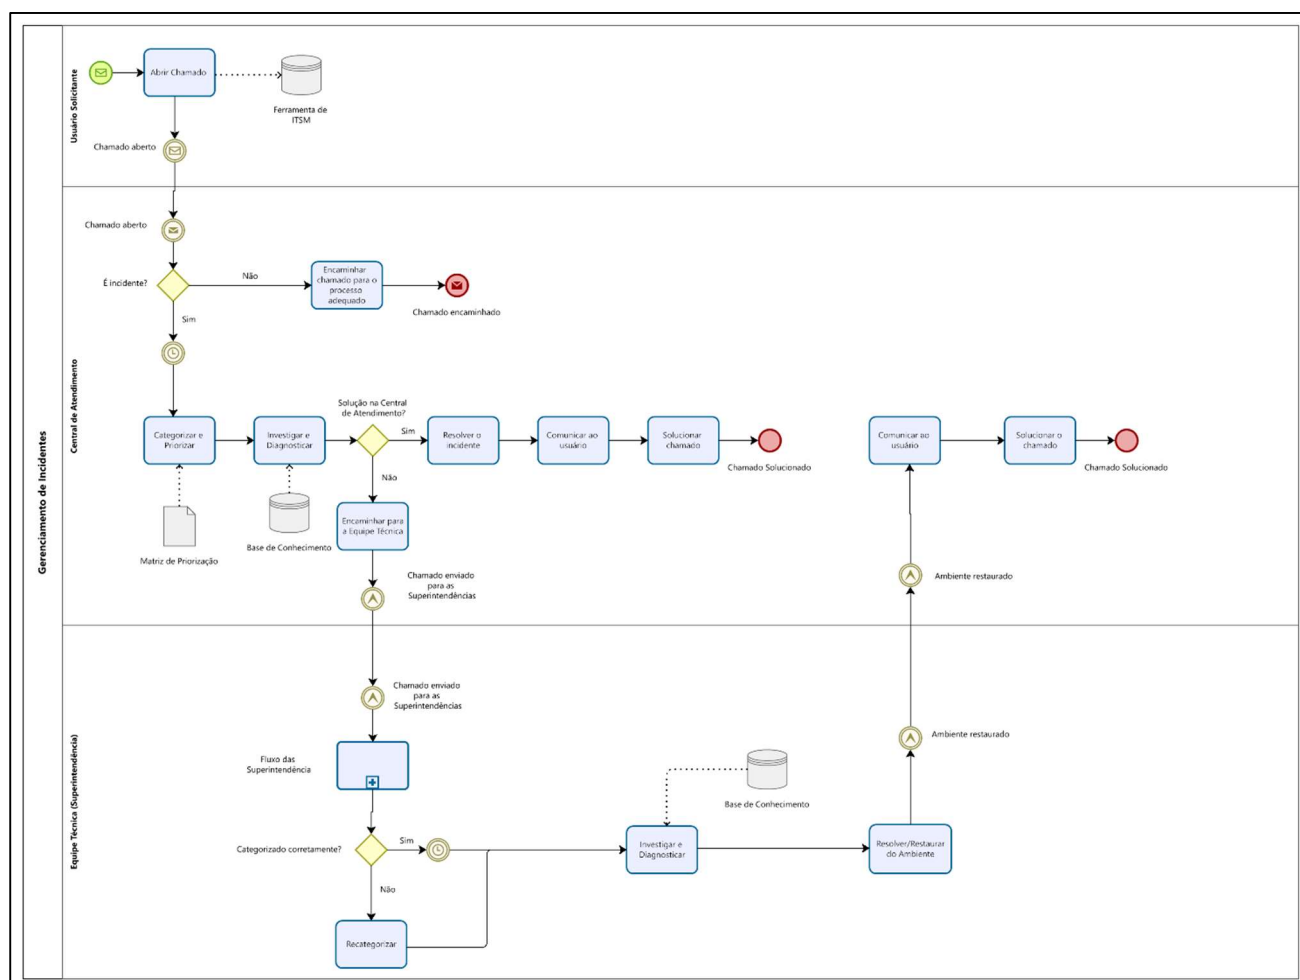 Gerenciamento de Incidentes
Usuário Solicitante
Abrir Chamado
Ferramenta de
ITSM
Chamado aberto
Central de Atendimento
Chamado aberto
É incidente?
Não
Encaminhar
chamado para o
processo
adequado
Chamado encaminhado
Sim
Categorizar e
Priorizar
Matriz de Priorização
Investigar e
Diagnosticar
Base de Conhecimento
Solução na Central
de Atendimento?
Sim
Resolver o
incidente
Comunicar ao
usuário
Solucionar
chamado
Chamado Solucionado
Não
Encaminhar para
a Equipe Técnica
Chamado enviado
para as
Superintendências
Comunicar ao
usuário
Solucionar o
chamado
Chamado Solucionado
Ambiente restaurado
Equipe Técnica (Superintendência)
Chamado enviado
para as
Superintendências
Fluxo das
Superintendência
Categorizado corretamente?
Sim
Não
Recategorizar
Investigar e
Diagnosticar
Base de Conhecimento
Resolver/Restaurar
do Ambiente
Ambiente restaurado